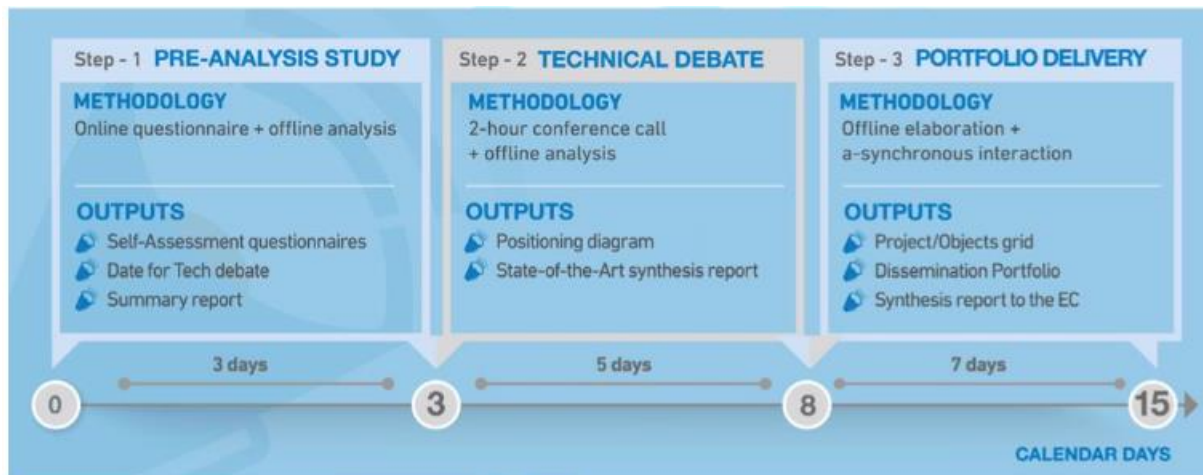 Step - 1 PRE-ANALYSIS STUDY
METHODOLOGY
Online questionnaire + offline analysis
OUTPUTS
Self-Assessment questionnaires
Date for Tech debate
Summary report
Step - 2 TECHNICAL DEBATE
METHODOLOGY
2-hour conference call
+ offline analysis
OUTPUTS
Positioning diagram
State-of-the-Art synthesis report
Step - 3 PORTFOLIO DELIVERY
METHODOLOGY
Offline elaboration +
a-synchronous interaction
OUTPUTS
Project/Objects grid
Dissemination Portfolio
Synthesis report to the EC
3 days
5 days
7 days
0
3
8
15
CALENDAR DAYS